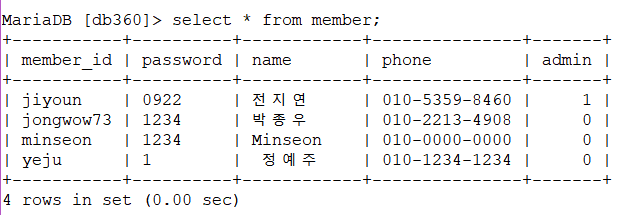 MariaDB [db360]> select * from member;
+-----------+----------+---------+---------------+-------+
| member_id | password | name | phone | admin |
+-----------+----------+---------+---------------+-------+
| jiyoun | 0922 | 전지연 | 010-5359-8460 | 1 |
| jongwow73 | 1234 | 박종우 | 010-2213-4908 | 0 |
| minseon | 1234 | Minseon | 010-0000-0000 | 0 |
| yeju | 1 | 정예주 | 010-1234-1234 | 0 |
+-----------+----------+---------+---------------+-------+
4 rows in set (0.00 sec)